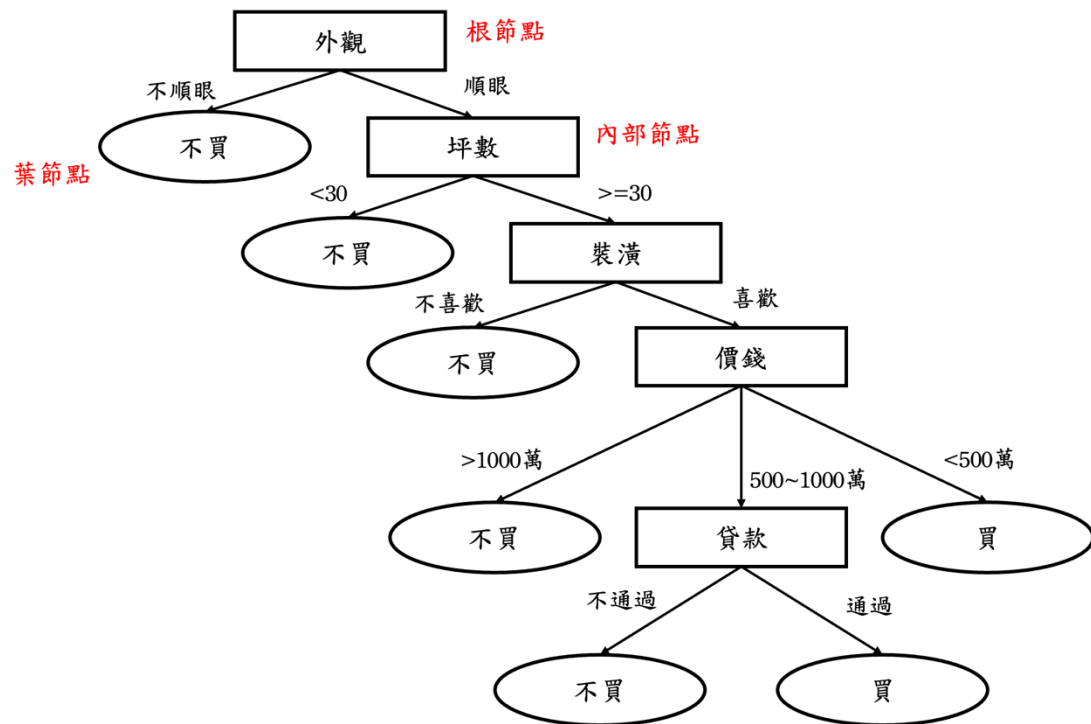 外觀
根節點
不順眼
順眼
不買
坪數
內部節點
葉節點
<30
>=30
不買
裝潢
不喜歡
喜歡
不買
價錢
>1000萬
500~1000萬
<500萬
不買
貸款
買
不通過
通過
不買
買